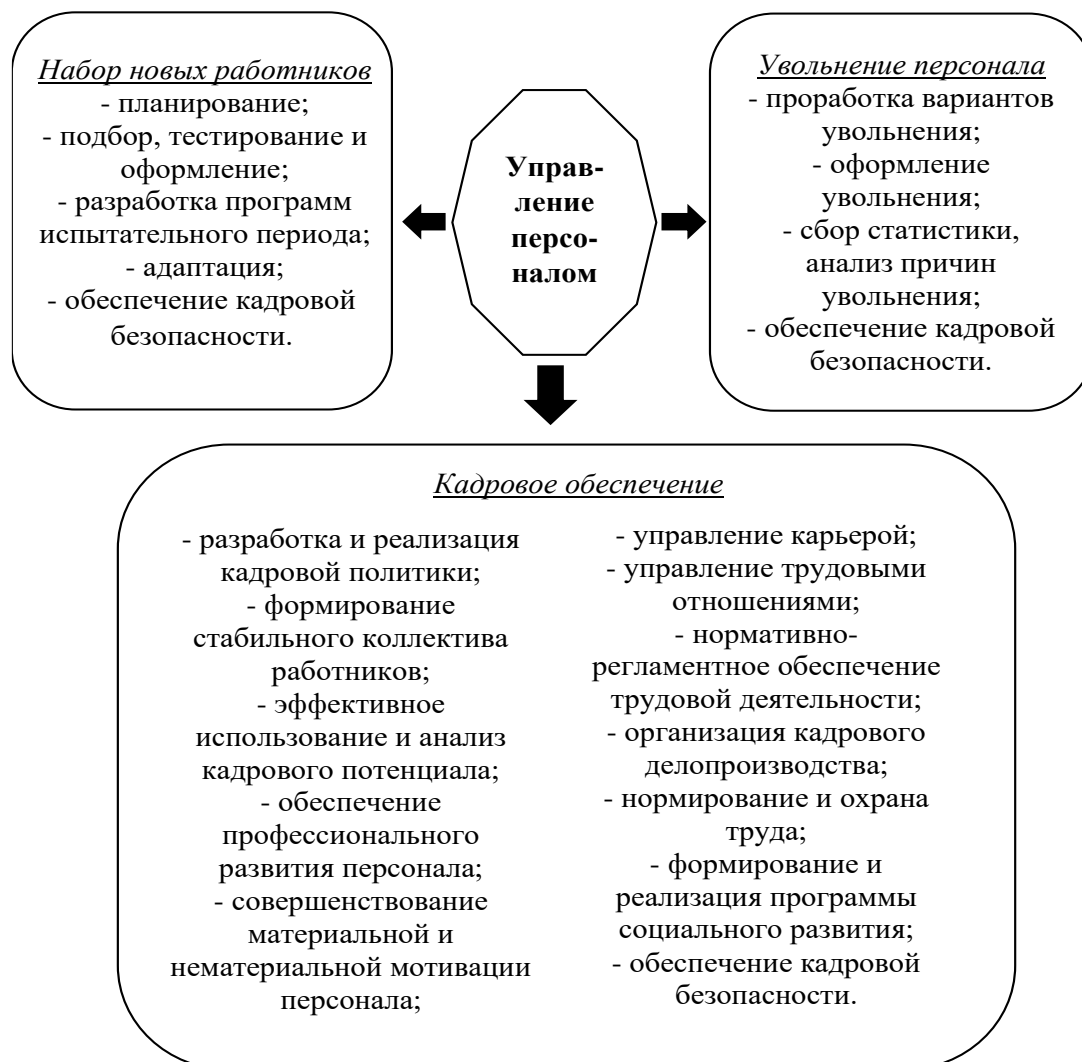 Набор новых работников
- планирование;
- подбор, тестирование и
оформление;
- разработка программ
испытательного периода;
- адаптация;
- обеспечение кадровой
безопасности.
Управ-
ление
персо-
налом
Увольнение персонала
- проработка вариантов
увольнения;
- оформление
увольнения;
- сбор статистики,
анализ причин
увольнения;
- обеспечение кадровой
безопасности.
Кадровое обеспечение
- разработка и реализация
кадровой политики;
- формирование
стабильного коллектива
работников;
- эффективное
использование и анализ
кадрового потенциала;
- обеспечение
профессионального
развития персонала;
- совершенствование
материальной и
нематериальной мотивации
персонала;
- управление карьерой;
- управление трудовыми
отношениями;
- нормативно-
регламентное обеспечение
трудовой деятельности;
- организация кадрового
делопроизводства;
- нормирование и охрана
труда;
- формирование и
реализация программы
социального развития;
- обеспечение кадровой
безопасности.